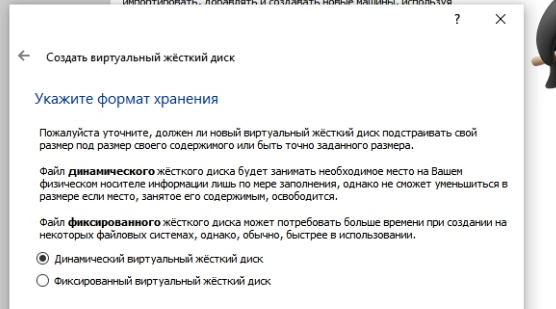 импортировать, добавлять и создавать новые машины, используя
?
Создать виртуальный жёсткий диск
Укажите формат хранения
Пожалуйста уточните, должен ли новый виртуальный жёсткий диск подстраивать свой
размер под размер своего содержимого или быть точно заданного размера.
Файл динамического жёсткого диска будет занимать необходимое место на Вашем
физическом носителе информации лишь по мере заполнения, однако не сможет уменьшиться в
размере если место, занятое его содержимым, освободится.
Файл фиксированного жёсткого диска может потребовать больше времени при создании на
некоторых файловых системах, однако, обычно, быстрее в использовании.
Динамический виртуальный жёсткий диск
Фиксированный виртуальный жёсткий диск